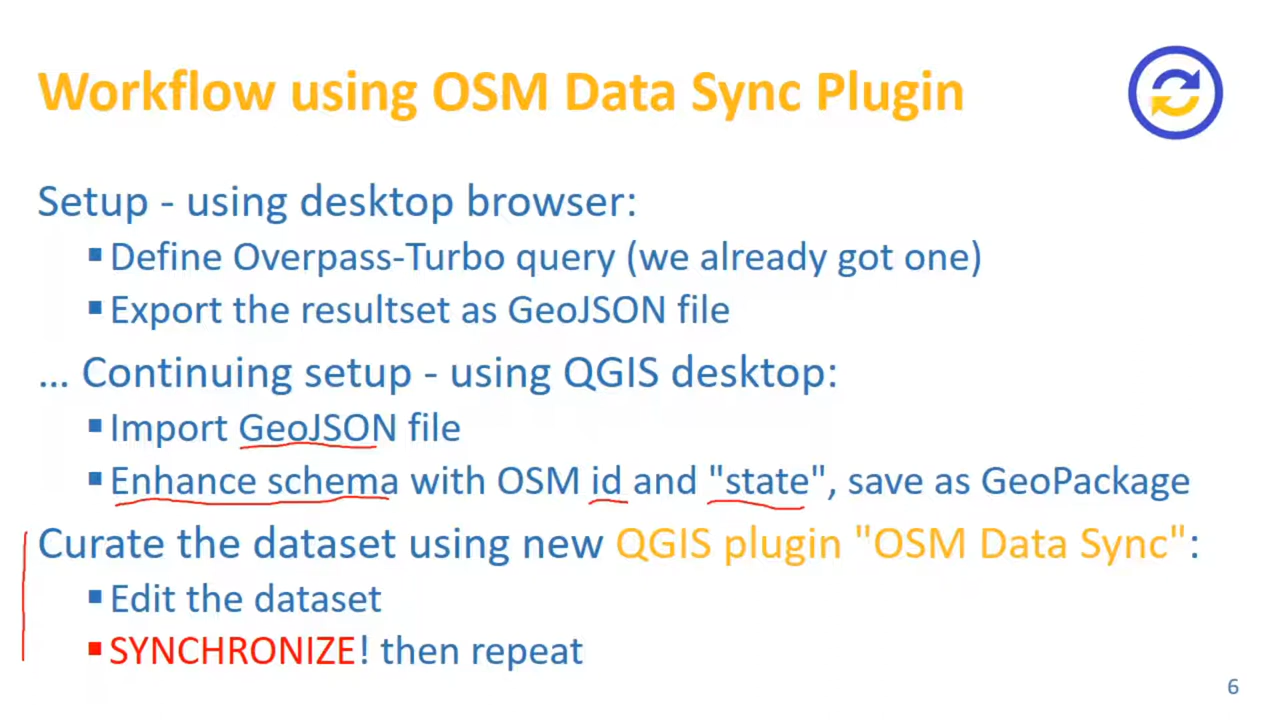 Workflow using OSM Data Sync Plugin
Setup - using desktop browser:
▪ Define Overpass-Turbo query (we already got one)
▪ Export the resultset as GeoJSON file
... Continuing setup - using QGIS desktop:
▪ Import GeoJSON file
▪ Enhance schema with OSM id and "state", save as GeoPackage
Curate the dataset using new QGIS plugin "OSM Data Sync":
▪ Edit the dataset
▪ SYNCHRONIZE! then repeat
6